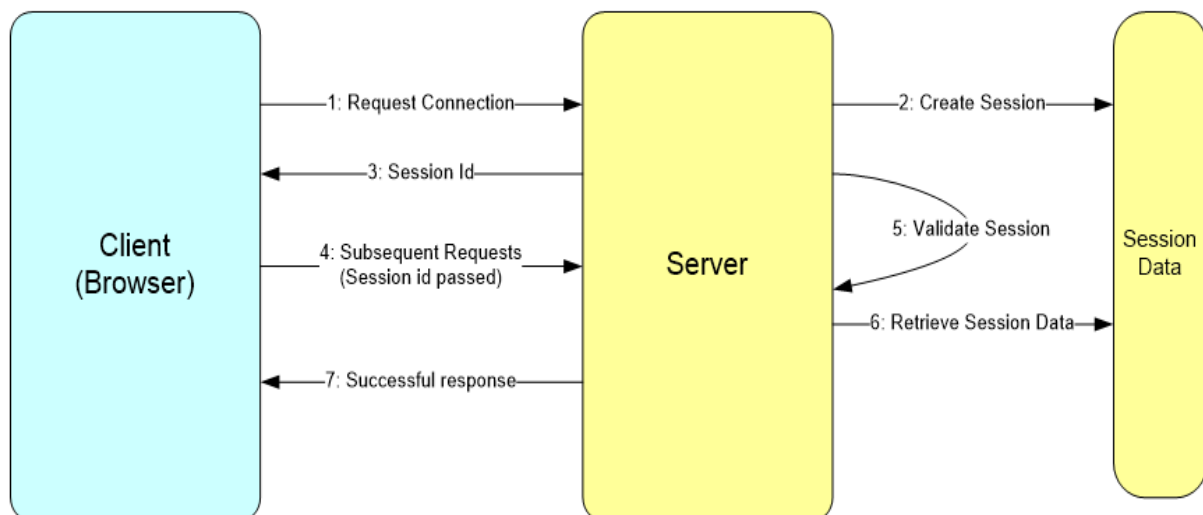 1: Request Connection
2: Create Session
3: Session Id
5: Validate Session
Client
(Browser)
4: Subsequent Requests
(Session id passed)
Server
Session
Data
6: Retrieve Session Data
7: Successful response